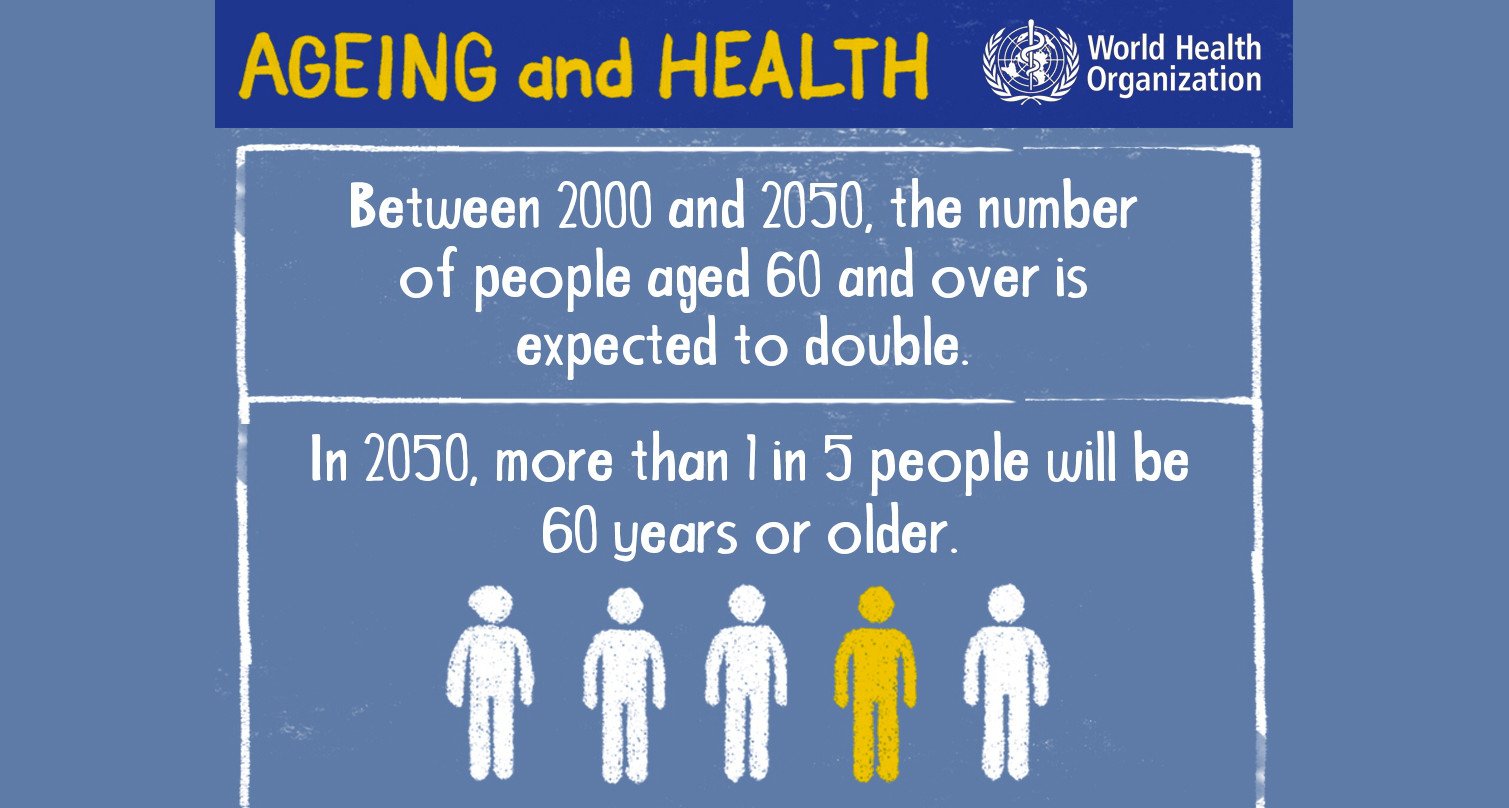 AGEING and HEALTH
World Health
Organization
Between 2000 and 2050, the number
of people aged 60 and over is
expected to double.
In 2050, more than 1 in 5 people will be
60 years or older.